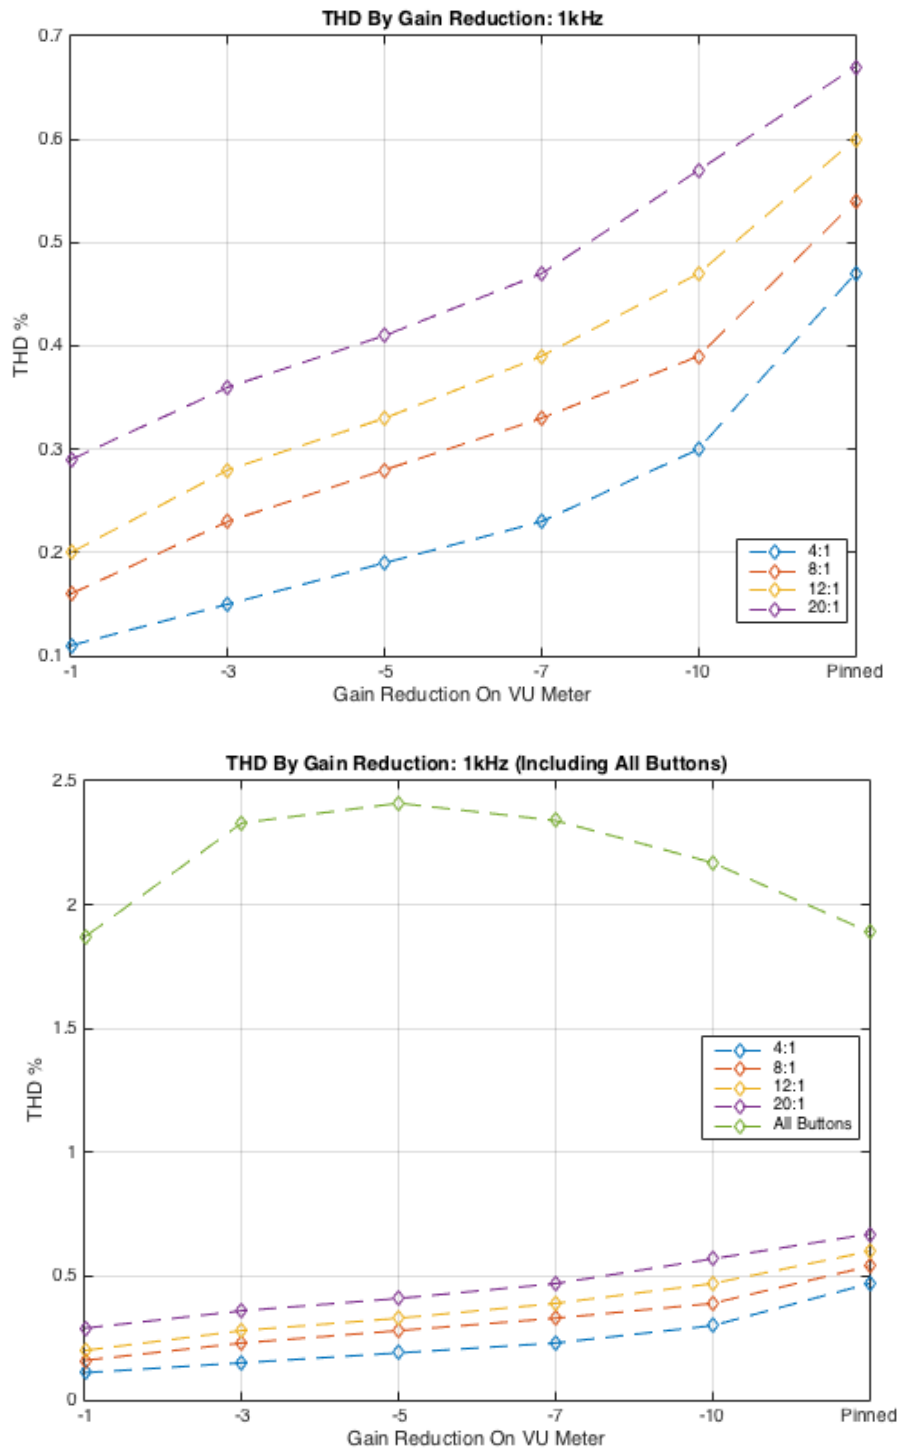 THD By Gain Reduction: 1kHz
0.7
0.6
0.5
0.4
0.3
0.2
0.1
THD %
4:1
8:1
12:1
20:1
-1 -3 -5 -7 -10 Pinned
Gain Reduction On VU Meter
THD By Gain Reduction: 1kHz (Including All Buttons)
2.5
2
1.5
1
0.5
0
THD %
4:1
8:1
12:1
20:1
All Buttons
-1 -3 -5 -7 -10 Pinned
Gain Reduction On VU Meter